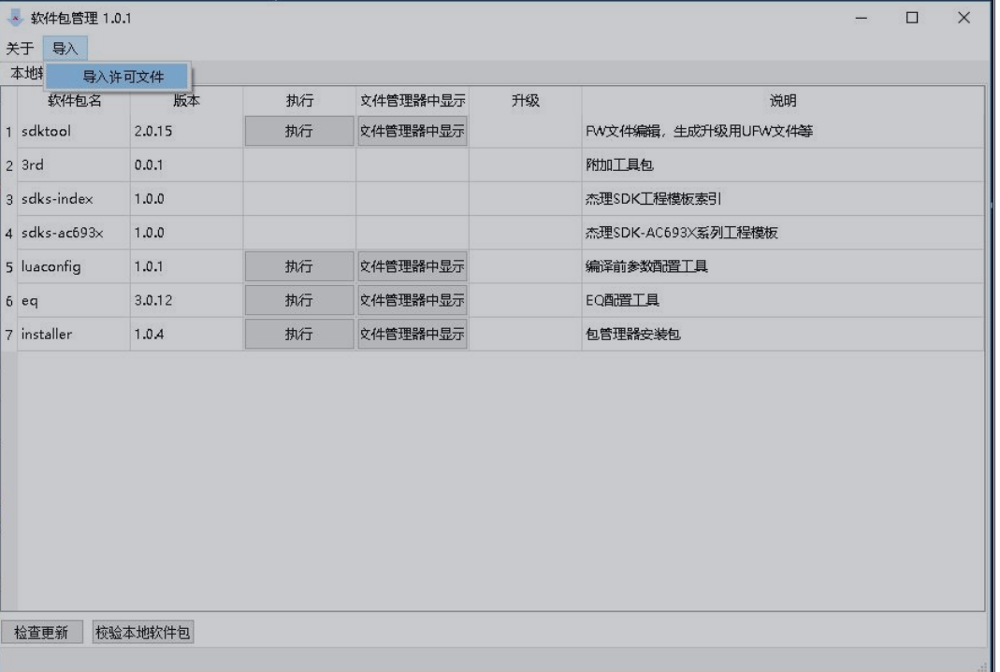 软件包管理 1.0.1
关于 导入
本地
导入许可文件
软件包名 版本 执行 文件管理器中显示 升级 说明
1 sdktool 2.0.15 执行 文件管理器中显示 FW文件编辑，生成升级用UFW文件等
2 3rd 0.0.1 附加工具包
3 sdks-index 1.0.0 杰理SDK工程模板索引
4 sdks-ac693x 1.0.0 杰理SDK-AC693X系列工程模板
5 luaconfig 1.0.1 执行 文件管理器中显示 编译前参数配置工具
6 eq 3.0.12 执行 文件管理器中显示 EQ配置工具
7 installer 1.0.4 执行 文件管理器中显示 包管理器安装包
检查更新 校验本地软件包